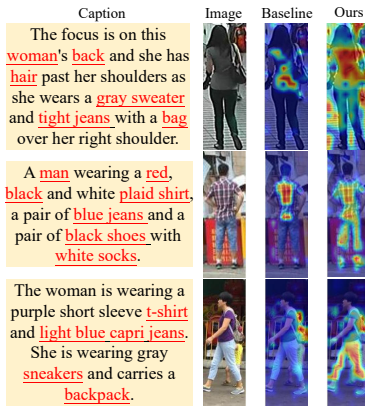 Caption Image Baseline Ours
The focus is on this
woman's back and she has
hair past her shoulders as
she wears a gray sweater
and tight jeans with a bag
over her right shoulder.
A man wearing a red,
black and white plaid shirt,
a pair of blue jeans and a
pair of black shoes with
white socks.
The woman is wearing a
purple short sleeve t-shirt
and light blue capri jeans.
She is wearing gray
sneakers and carries a
backpack.